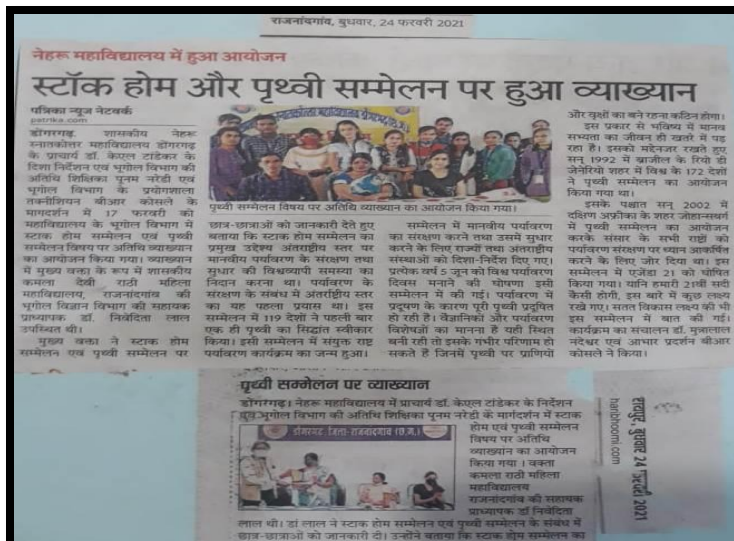 राजनांदगांव, बुधवार, 24 फरवरी 2021
नेहरू महाविद्यालय में हुआ आयोजन
स्टॉक होम और पृथ्वी सम्मेलन पर हुआ व्याख्यान
पत्रिका न्यूज नेटवर्क
patrika.com
डोंगरगढ़. शासकीय नेहरू
स्नातकोत्तर महाविद्यालय डोंगरगढ़
के प्राचार्य डॉ. केएल टांडेकर के
दिशा निर्देशन एवं भूगोल विभाग की
अतिथि शिक्षिका पूनम नरेडी एवं
भूगोल विभाग के प्रयोगशाला
तकनीशियन बीआर कोसले के
मागदर्शन में 17 फरवरी को
महाविद्यालय के भूगोल विभाग में
स्टाक होम सम्मेलन एवं पृथ्वी
सम्मेलन विषय पर अतिथि व्याख्यान
का आयोजन किया गया। व्याख्यान
में मुख्य वक्ता के रूप में शासकीय
कमला देवी राठी महिला
महाविद्यालय, राजनांदगांव की
भूगोल विज्ञान विभाग की सहायक
प्राध्यापक डॉ. निवेदिता लाल
उपस्थित थी।
मुख्य वक्ता ने स्टाक होम
सम्मेलन एवं पृथ्वी सम्मेलन पर
पृथ्वी सम्मेलन विषय पर अतिथि व्याख्यान का आयोजन किया गया।
छात्र-छात्राओं को जानकारी देते हुए
बताया कि स्टाक होम सम्मेलन का
प्रमुख उद्देश्य अंतराष्ट्रीय स्तर पर
मानवीय पर्यावरण के संरक्षण तथा
सुधार की विश्वव्यापी समस्या का
निदान करना था। पर्यावरण के
संरक्षण के संबंध में अंतर्राष्ट्रीय स्तर
का यह पहला प्रयास था। इस
सम्मेलन में 119 देशों ने पहली बार
एक ही पृथ्वी का सिद्धांत स्वीकार
किया। इसी सम्मेलन में संयुक्त राष्ट्र
पर्यावरण कार्यक्रम का जन्म हुआ।
सम्मेलन में मानवीय पर्यावरण
का संरक्षण करने तथा उसमें सुधार
करने के लिए राज्यों तथा अंतराष्ट्रीय
संस्थाओं को दिशा-निर्देश दिए गए।
प्रत्येक वर्ष 5 जून को विश्व पर्यावरण
दिवस मनाने की घोषणा इसी
सम्मेलन में की गई। पर्यावरण में
प्रदूषण के कारण पूरी पृथ्वी प्रदूषित
हो रही है। वैज्ञानिकों और पर्यावरण
विशेषज्ञों का मानना है यही स्थित
बनी रही तो इसके गंभीर परिणाम हो
सकते हैं जिनमें पृथ्वी पर प्राणियों
और वृक्षों का बने रहना कठिन होगा।
इस प्रकार से भविष्य में मानव
सभ्यता का जीवन ही खतरे में पड़
रहा है। इसको मद्देनजर रखते हुए
सन् 1992 में ब्राजील के रियो डी
जेनेरियो शहर में विश्व के 172 देशों
ने पृथ्वी सम्मेलन का आयोजन
किया गया था।
इसके पश्चात सन् 2002 में
दक्षिण अफ्रीका के शहर जोहान्सबर्ग
में पृथ्वी सम्मेलन का आयोजन
करके संसार के सभी राष्ट्रों को
पर्यावरण संरक्षण पर ध्यान आकर्षित
करने के लिए जोर दिया था। इस
सम्मेलन में एजेंडा 21 को घोषित
किया गया। यानि हमारी 21वीं सदी
कैसी होगी, इस बारे में कुछ लक्ष्य
रखे गए। सतत विकास लक्ष्य की भी
इस सम्मेलन में बात की गई।
कार्यक्रम का संचालन डॉ. मुन्नालाल
नंदेश्वर एवं आभार प्रदर्शन बीआर
कोसले ने किया।
पृथ्वी सम्मेलन पर व्याख्यान
डोंगरगढ़। नेहरू महाविद्यालय में प्राचार्य डॉ. केएल टांडेकर के निर्देशन
एवं भूगोल विभाग की अतिथि शिक्षिका पूनम नरेडी के मार्गदर्शन में स्टाक
होम एवं पृथ्वी सम्मेलन
विषय पर अतिथि
व्याख्यान का आयोजन
किया गया। वक्ता
कमला राठी महिला
महाविद्यालय
राजनांदगांव की सहायक
प्राध्यापक डॉ निवेदिता
लाल थी। डॉ लाल ने स्टाक होम सम्मेलन एवं पृथ्वी सम्मेलन के संबंध में
छात्र-छात्राओं को जानकारी दी। उन्होंने बताया कि स्टाक होम सम्मेलन का
डोंगरगढ़ जिला-राजनांदगांव (छ.ग.)
रायपुर, बुधवार 24 फरवरी 2021
haribhoomi.com